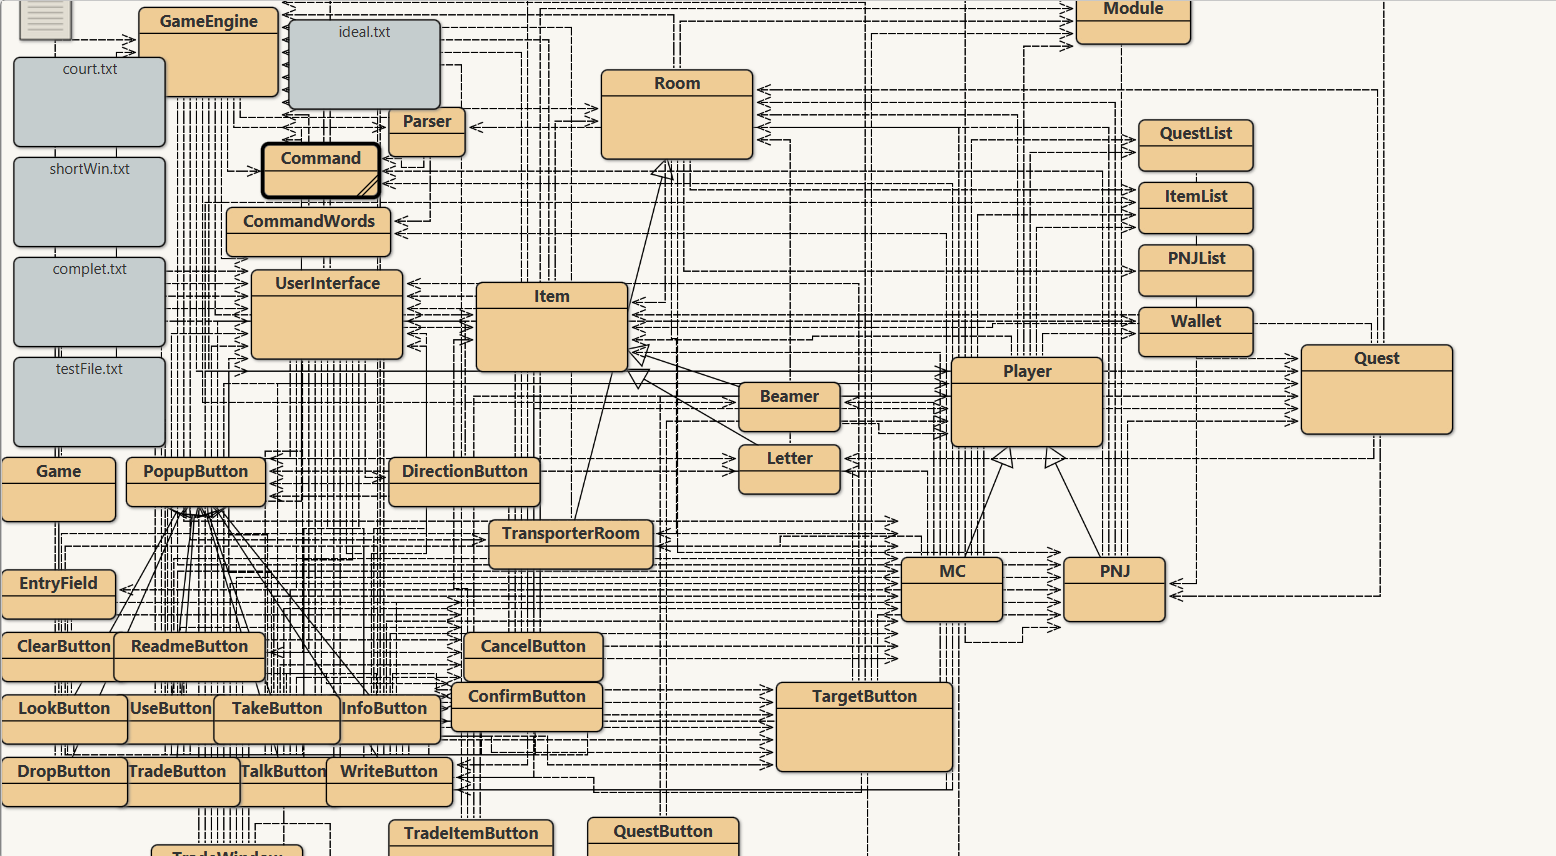 GameEngine
ideal.txt
Module
court.txt
Room
Parser
QuestList
Command
shortWin.txt
ItemList
CommandWords
PNJList
complet.txt
UserInterface
Item
Wallet
testFile.txt
Player
Quest
Beamer
Letter
Game
PopupButton
DirectionButton
TransporterRoom
EntryField
MC
PNJ
ClearButton
ReadmeButton
CancelButton
ConfirmButton
TargetButton
LookButton
UseButton
TakeButton
InfoButton
DropButton
TradeButton
TalkButton
WriteButton
TradeItemButton
QuestButton
TradeWindow